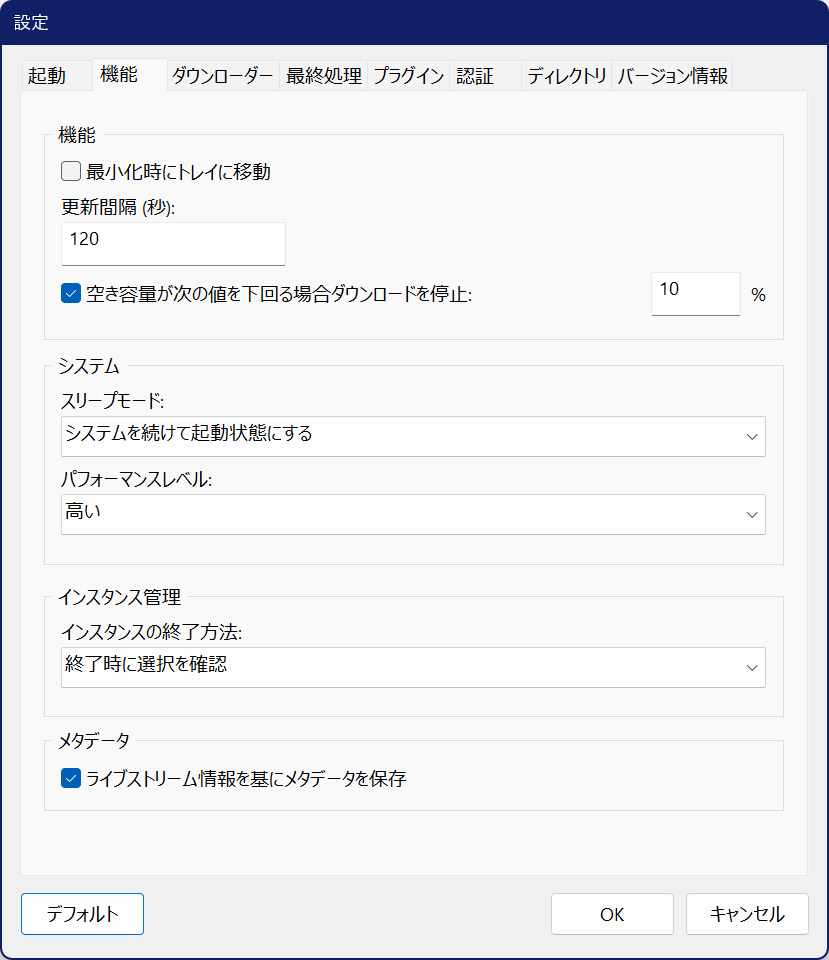 設定
起動 機能 ダウンローダー 最終処理 プラグイン 認証 ディレクトリ バージョン情報
機能
最小化時にトレイに移動
更新間隔 (秒):
120
空き容量が次の値を下回る場合ダウンロードを停止: 10 %
システム
スリープモード:
システムを続けて起動状態にする
パフォーマンスレベル:
高い
インスタンス管理
インスタンスの終了方法:
終了時に選択を確認
メタデータ
ライブストリーム情報を基にメタデータを保存
デフォルト OK キャンセル